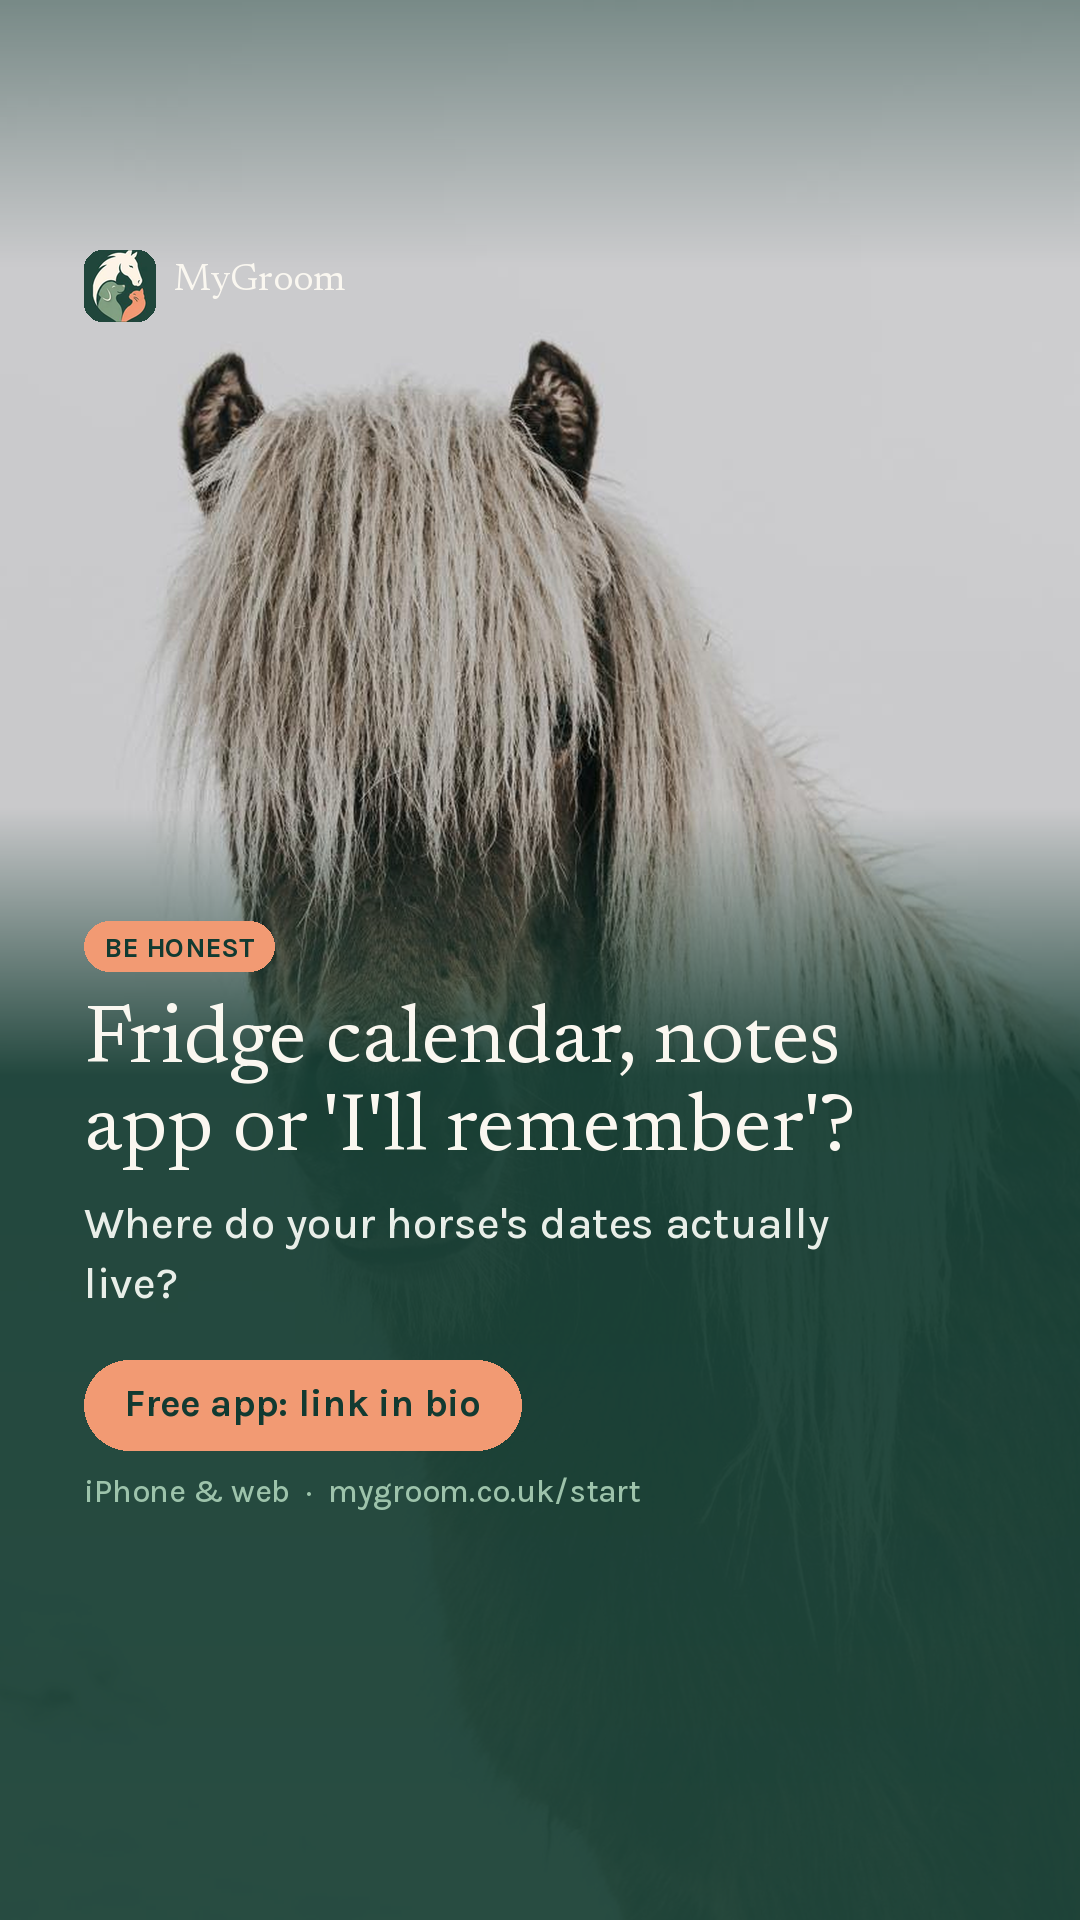 MyGroom
BE HONEST
Fridge calendar, notes
app or 'I'll remember'?
Where do your horse's dates actually
live?
Free app: link in bio
iPhone & web · mygroom.co.uk/start